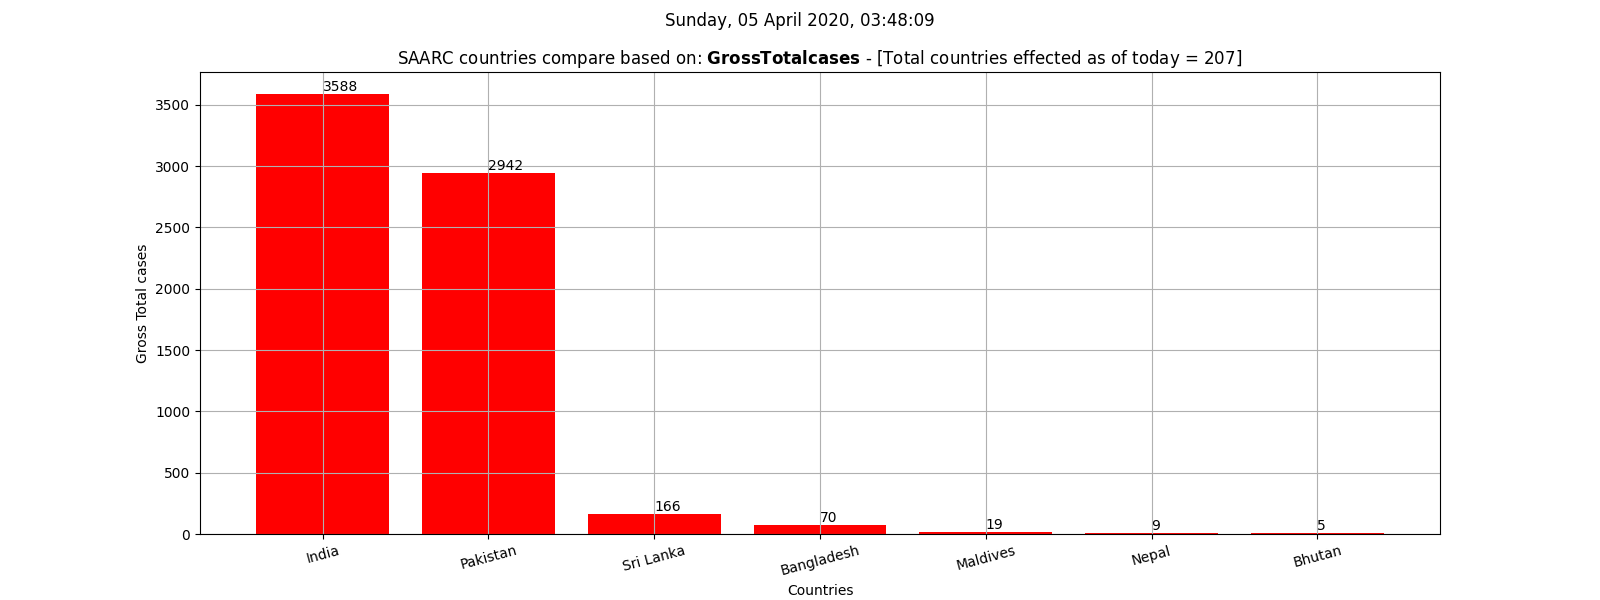 Sunday, 05 April 2020, 03:48:09
SAARC countries compare based on: GrossTotalcases - [Total countries effected as of today = 207]
Gross Total cases
3500
3000
2500
2000
1500
1000
500
0
3588
2942
166
70
19
9
5
India
Pakistan
Sri Lanka
Bangladesh
Maldives
Nepal
Bhutan
Countries